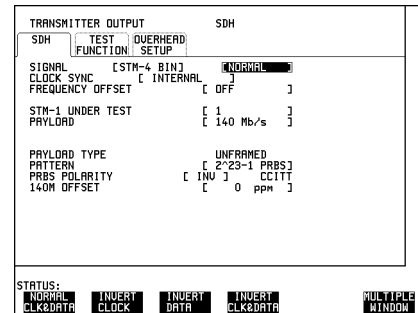 TRANSMITTER OUTPUT SDH
SDH TEST FUNCTION OVERHEAD SETUP
SIGNAL [STM-4 BIN] [NORMAL ]
CLOCK SYNC [ INTERNAL ]
FREQUENCY OFFSET [ OFF ]
STM-1 UNDER TEST [ 1 ]
PAYLOAD [ 140 Mb/s ]
PAYLOAD TYPE UNFRAMED
PATTERN [ 2^23-1 PRBS]
PRBS POLARITY [ INV ] CCITT
140M OFFSET [ 0 ppm ]
STATUS:
NORMAL CLK&DATA INVERT CLOCK INVERT DATA INVERT CLK&DATA MULTIPLE WINDOW